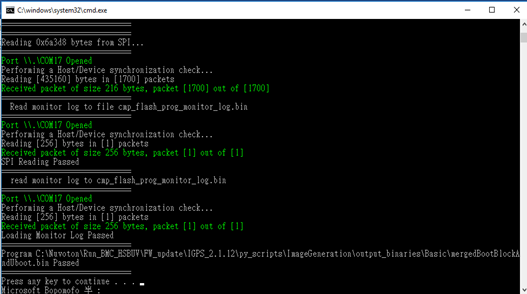 C:\windows\system32\cmd.exe
Reading 0x6a3d8 bytes from SPI...
Port \\.\COM17 Opened
Performing a Host/Device synchronization check...
Reading [435160] bytes in [1700] packets
Received packet of size 216 bytes, packet [1700] out of [1700]
Read monitor log to file cmp_flash_prog_monitor_log.bin
Port \\.\COM17 Opened
Performing a Host/Device synchronization check...
Reading [256] bytes in [1] packets
Received packet of size 256 bytes, packet [1] out of [1]
SPI Reading Passed
read monitor log to cmp_flash_prog_monitor_log.bin
Port \\.\COM17 Opened
Performing a Host/Device synchronization check...
Reading [256] bytes in [1] packets
Received packet of size 256 bytes, packet [1] out of [1]
Loading Monitor Log Passed
Program C:\Nuvoton\Run_BMC_HSBUV\FW_update\IGPS_2.1.12\py_scripts\ImageGeneration\output_binaries\Basic\mergedBootBlockA
ndUboot.bin Passed
Press any key to continue . . .
Microsoft Bopomofo 半 :